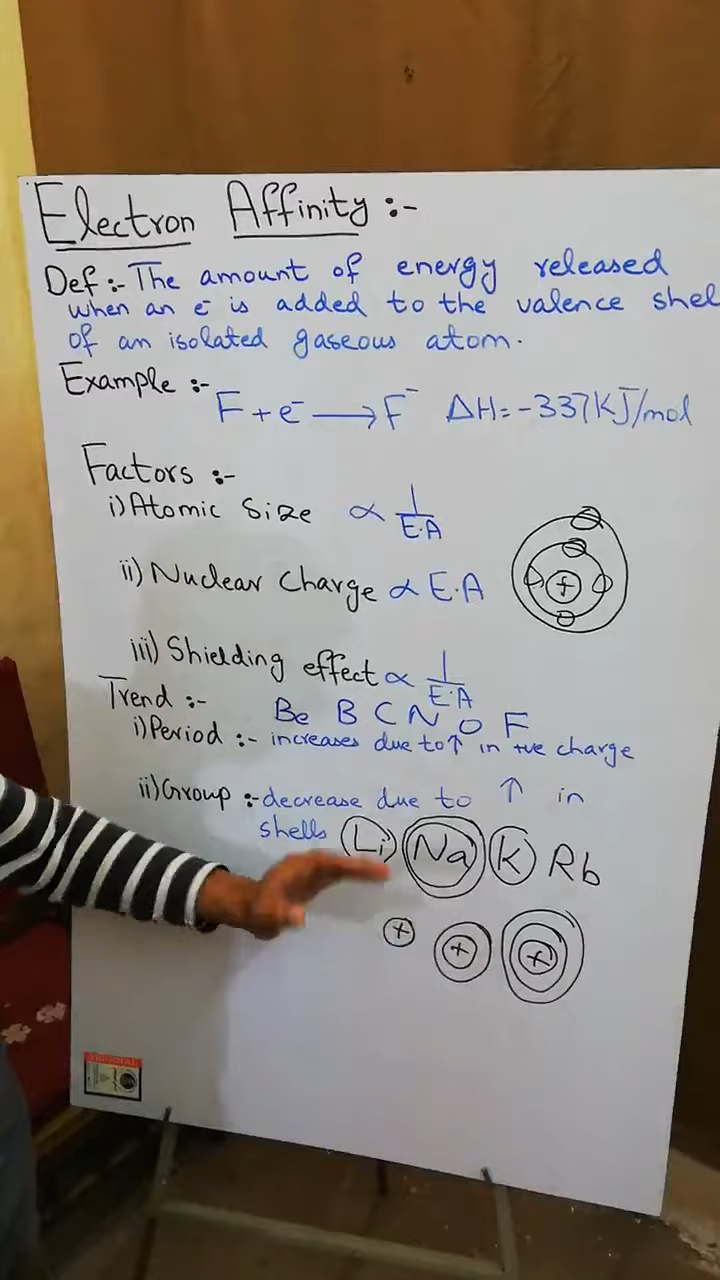 Electron Affinity :-
Def :- The amount of energy released
when an e⁻ is added to the valence shel
of an isolated gaseous atom.
Example :-
F + e⁻ ⟶ F⁻ ΔH = -337KJ/mol
Factors :-
i) Atomic Size ∝ 1/E.A
ii) Nuclear Charge ∝ E.A
+
iii) Shielding effect ∝ 1/E.A
Trend :-
Be B C N O F
i) Period :- increases due to ↑ in +ve charge
ii) Group :- decrease due to ↑ in
shells Li Na K Rb
+ + +